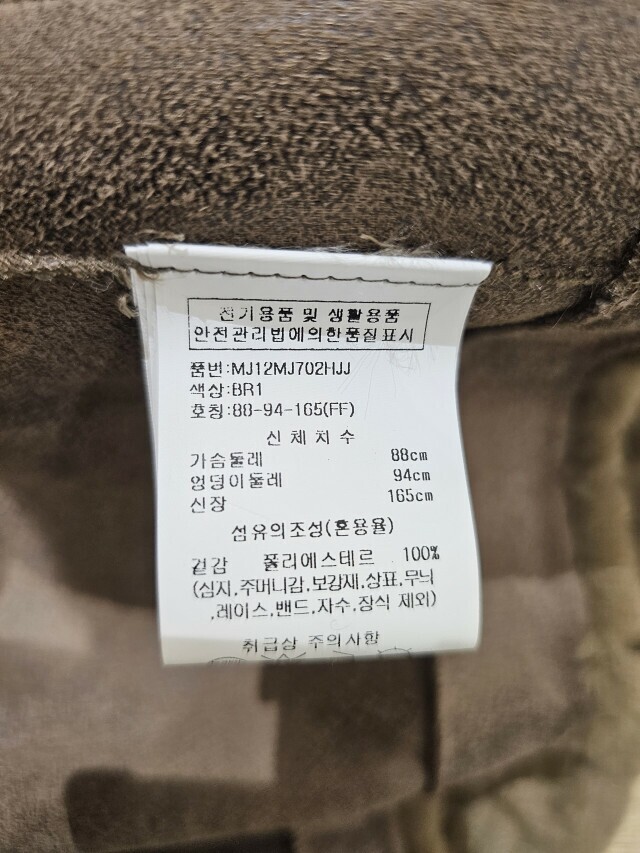 전기용품 및 생활용품
안전관리법에의한품질표시
품번:MJ12MJ702HJJ
색상:BR1
호칭:88-94-165(FF)
신체치수
가슴둘레 88cm
엉덩이둘레 94cm
신장 165cm
섬유의조성(혼용율)
겉감 폴리에스테르 100%
(심지,주머니감,보강재,상표,무늬
,레이스,밴드,자수,장식 제외)
취급상 주의사항